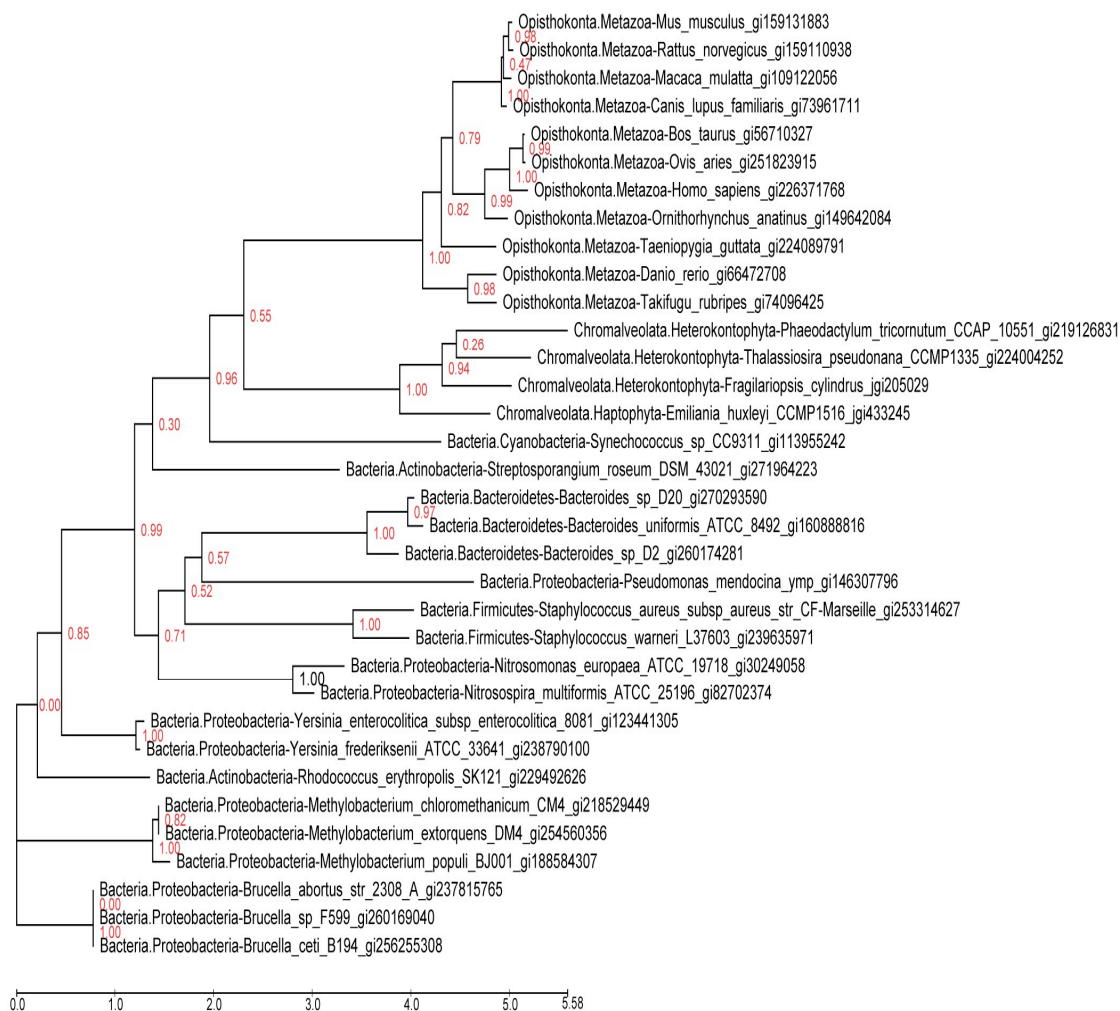 Opisthokonta.Metazoa-Mus_musculus_gi159131883
0.98
Opisthokonta.Metazoa-Rattus_norvegicus_gi159110938
0.47
Opisthokonta.Metazoa-Macaca_mulatta_gi109122056
1.00
Opisthokonta.Metazoa-Canis_lupus_familiaris_gi73961711
Opisthokonta.Metazoa-Bos_taurus_gi56710327
0.79
0.99
Opisthokonta.Metazoa-Ovis_aries_gi251823915
1.00
Opisthokonta.Metazoa-Homo_sapiens_gi226371768
0.99
0.82
Opisthokonta.Metazoa-Ornithorhynchus_anatinus_gi149642084
Opisthokonta.Metazoa-Taeniopygia_guttata_gi224089791
1.00
Opisthokonta.Metazoa-Danio_rerio_gi66472708
0.98
Opisthokonta.Metazoa-Takifugu_rubripes_gi74096425
0.55
Chromalveolata.Heterokontophyta-Phaeodactylum_tricornutum_CCAP_10551_gi219126831
0.26
Chromalveolata.Heterokontophyta-Thalassiosira_pseudonana_CCMP1335_gi224004252
0.94
0.96
Chromalveolata.Heterokontophyta-Fragilariopsis_cylindrus_jgi205029
1.00
Chromalveolata.Haptophyta-Emiliania_huxleyi_CCMP1516_jgi433245
0.30
Bacteria.Cyanobacteria-Synechococcus_sp_CC9311_gi113955242
Bacteria.Actinobacteria-Streptosporangium_roseum_DSM_43021_gi271964223
Bacteria.Bacteroidetes-Bacteroides_sp_D20_gi270293590
0.97
Bacteria.Bacteroidetes-Bacteroides_uniformis_ATCC_8492_gi160888816
0.99
1.00
Bacteria.Bacteroidetes-Bacteroides_sp_D2_gi260174281
0.57
Bacteria.Proteobacteria-Pseudomonas_mendocina_ymp_gi146307796
0.52
Bacteria.Firmicutes-Staphylococcus_aureus_subsp_aureus_str_CF-Marseille_gi253314627
1.00
0.85
0.71
Bacteria.Firmicutes-Staphylococcus_warneri_L37603_gi239635971
Bacteria.Proteobacteria-Nitrosomonas_europaea_ATCC_19718_gi30249058
1.00
Bacteria.Proteobacteria-Nitrosospira_multiformis_ATCC_25196_gi82702374
0.00
Bacteria.Proteobacteria-Yersinia_enterocolitica_subsp_enterocolitica_8081_gi123441305
1.00
Bacteria.Proteobacteria-Yersinia_frederiksenii_ATCC_33641_gi238790100
Bacteria.Actinobacteria-Rhodococcus_erythropolis_SK121_gi229492626
Bacteria.Proteobacteria-Methylobacterium_chloromethanicum_CM4_gi218529449
0.82
Bacteria.Proteobacteria-Methylobacterium_extorquens_DM4_gi254560356
1.00
Bacteria.Proteobacteria-Methylobacterium_populi_BJ001_gi188584307
Bacteria.Proteobacteria-Brucella_abortus_str_2308_A_gi237815765
0.00
Bacteria.Proteobacteria-Brucella_sp_F599_gi260169040
1.00
Bacteria.Proteobacteria-Brucella_ceti_B194_gi256255308
0.0 1.0 2.0 3.0 4.0 5.0 5.58